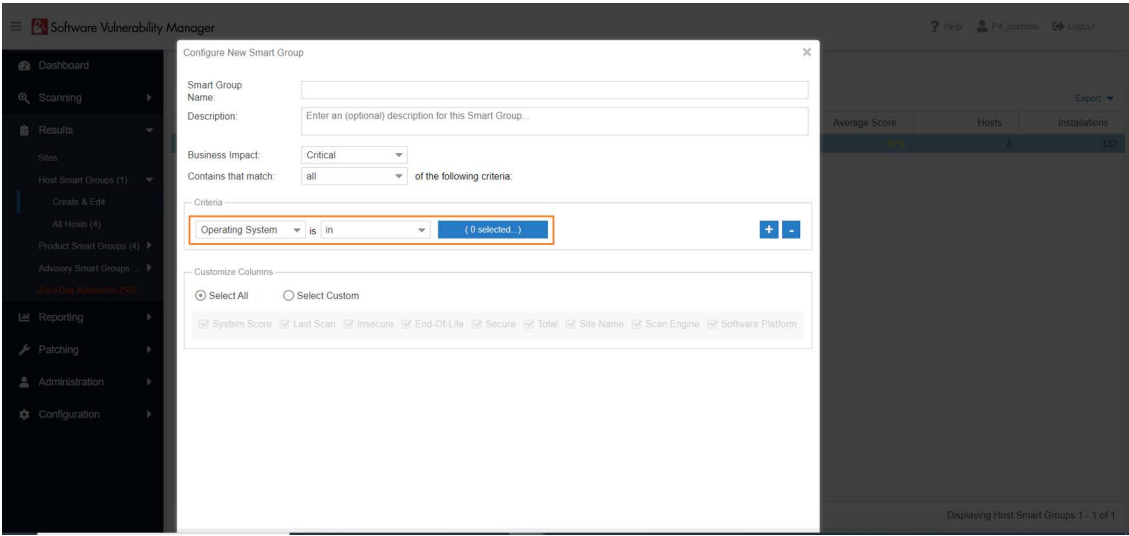 Software Vulnerability Manager
? Help
Logout
Dashboard
Scanning
Results
Sites
Host Smart Groups (1)
Create & Edit
All Hosts (4)
Product Smart Groups (4)
Advisory Smart Groups ...
Zero-Day Advisories (50)
Reporting
Patching
Administration
Configuration
Configure New Smart Group
Smart Group
Name:
Description: Enter an (optional) description for this Smart Group...
Business Impact: Critical
Contains that match: all of the following criteria:
Criteria
Operating System is in ( 0 selected...) + -
Customize Columns
Select All Select Custom
System Score Last Scan Insecure End-Of-Life Secure Total Site Name Scan Engine Software Platform
Export
Average Score Hosts Installations
4 332
Displaying Host Smart Groups 1 - 1 of 1